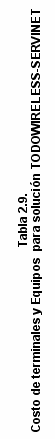 Tabla 2.9.
Costo de terminales y Equipos para solución TODOWIRELESS-SERVINET